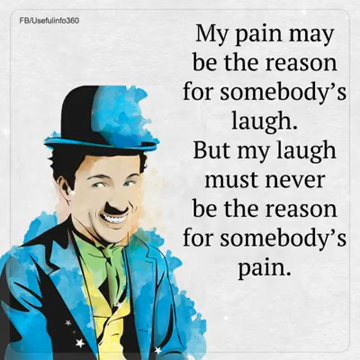 FB/Usefulinfo360
My pain may
be the reason
for somebody's
laugh.
But my laugh
must never
be the reason
for somebody's
pain.